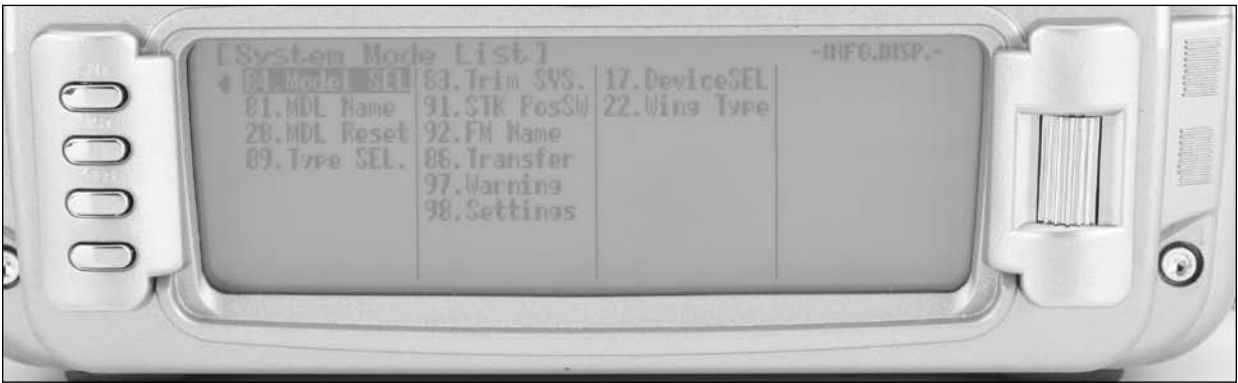 [System Mode List] -INFO.DISP.-
84.Model SEL 83.Trim SYS. 17.DeviceSEL
81.MDL Name 91.STK PosSW 22.Wing Type
28.MDL Reset 92.FM Name
89.Type SEL. 86.Transfer
97.Warning
98.Settings